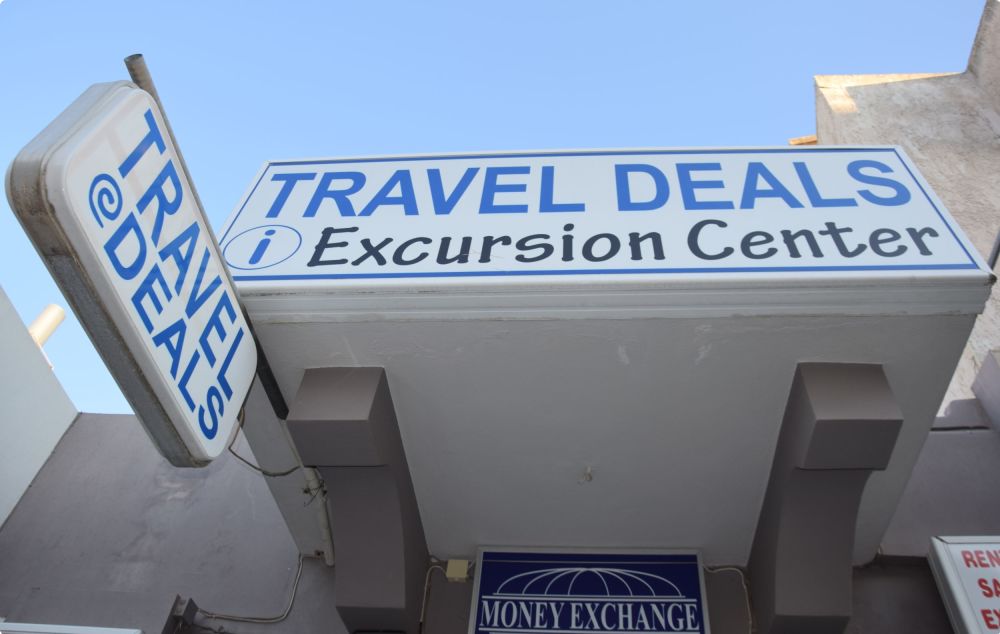 TRAVEL
@DEALS
TRAVEL DEALS
i Excursion Center
MONEY EXCHANGE